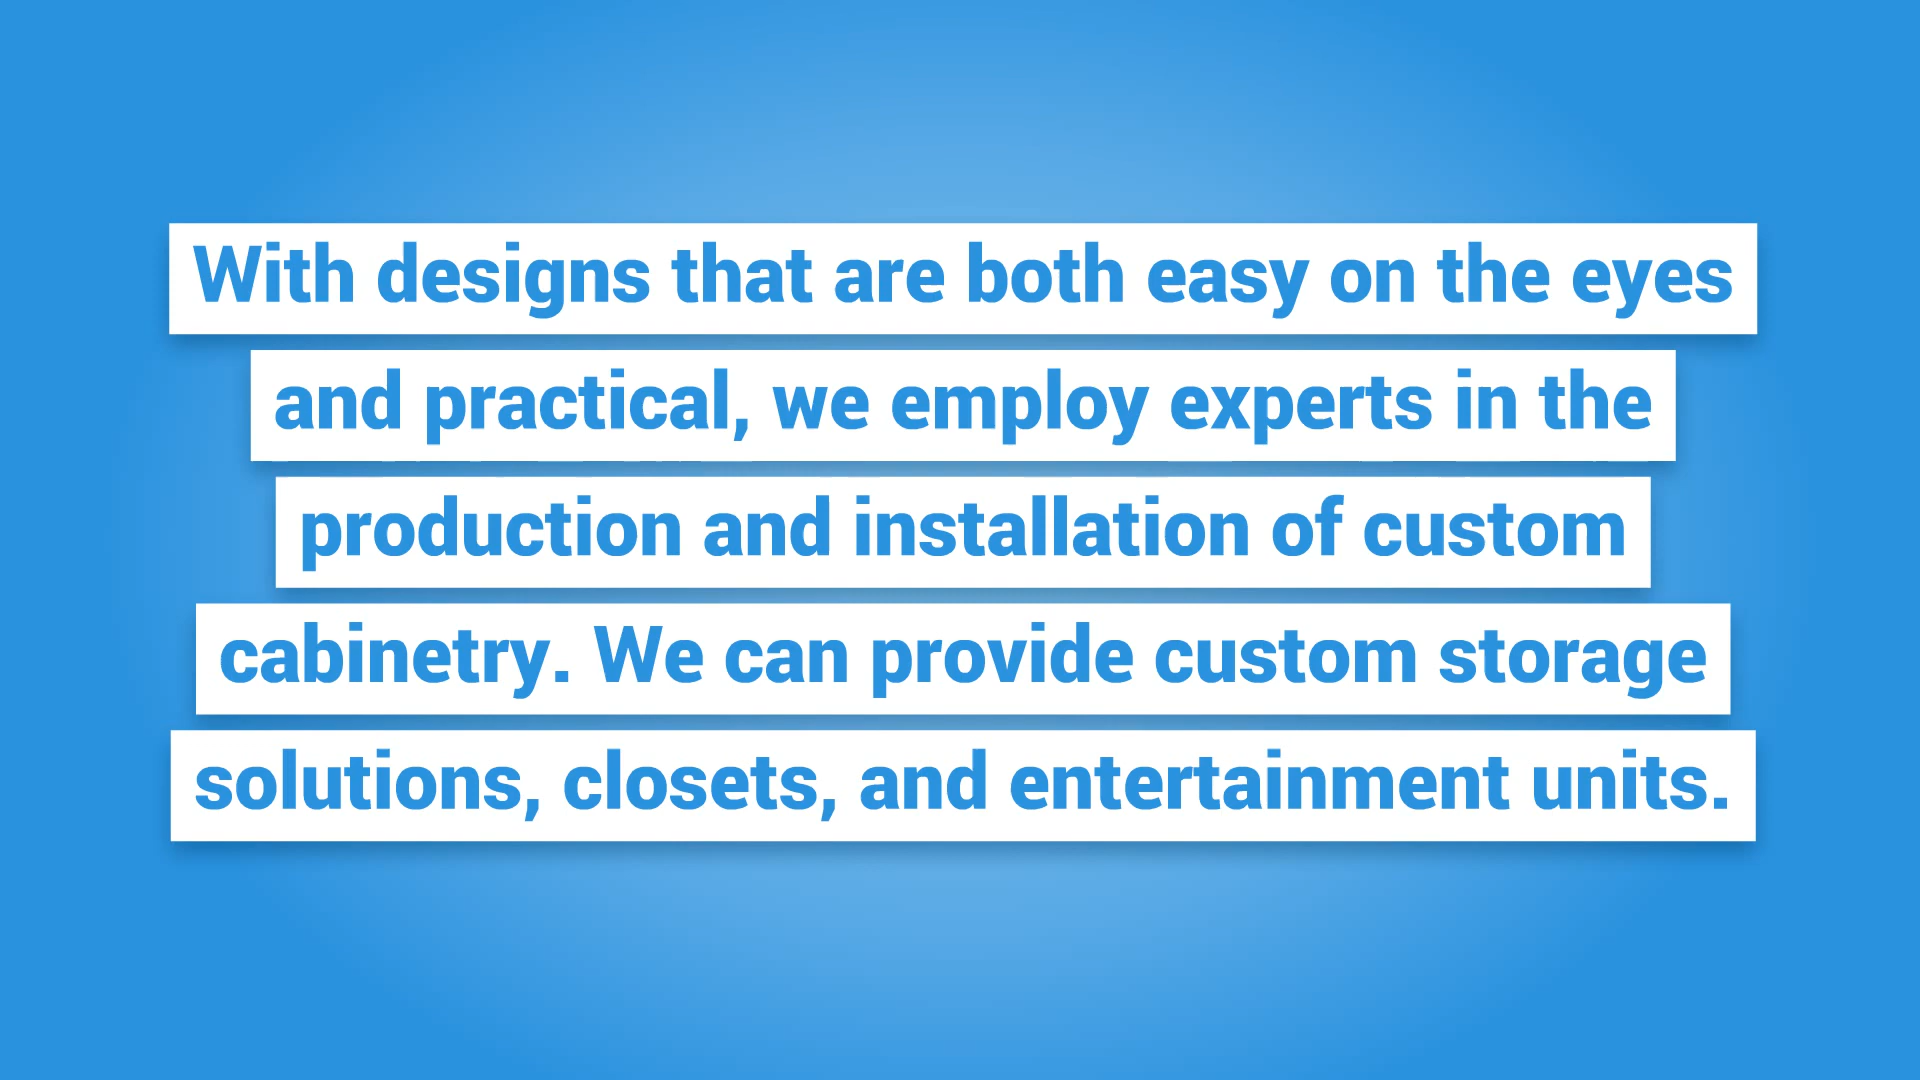 With designs that are both easy on the eyes
and practical, we employ experts in the
production and installation of custom
cabinetry. We can provide custom storage
solutions, closets, and entertainment units.